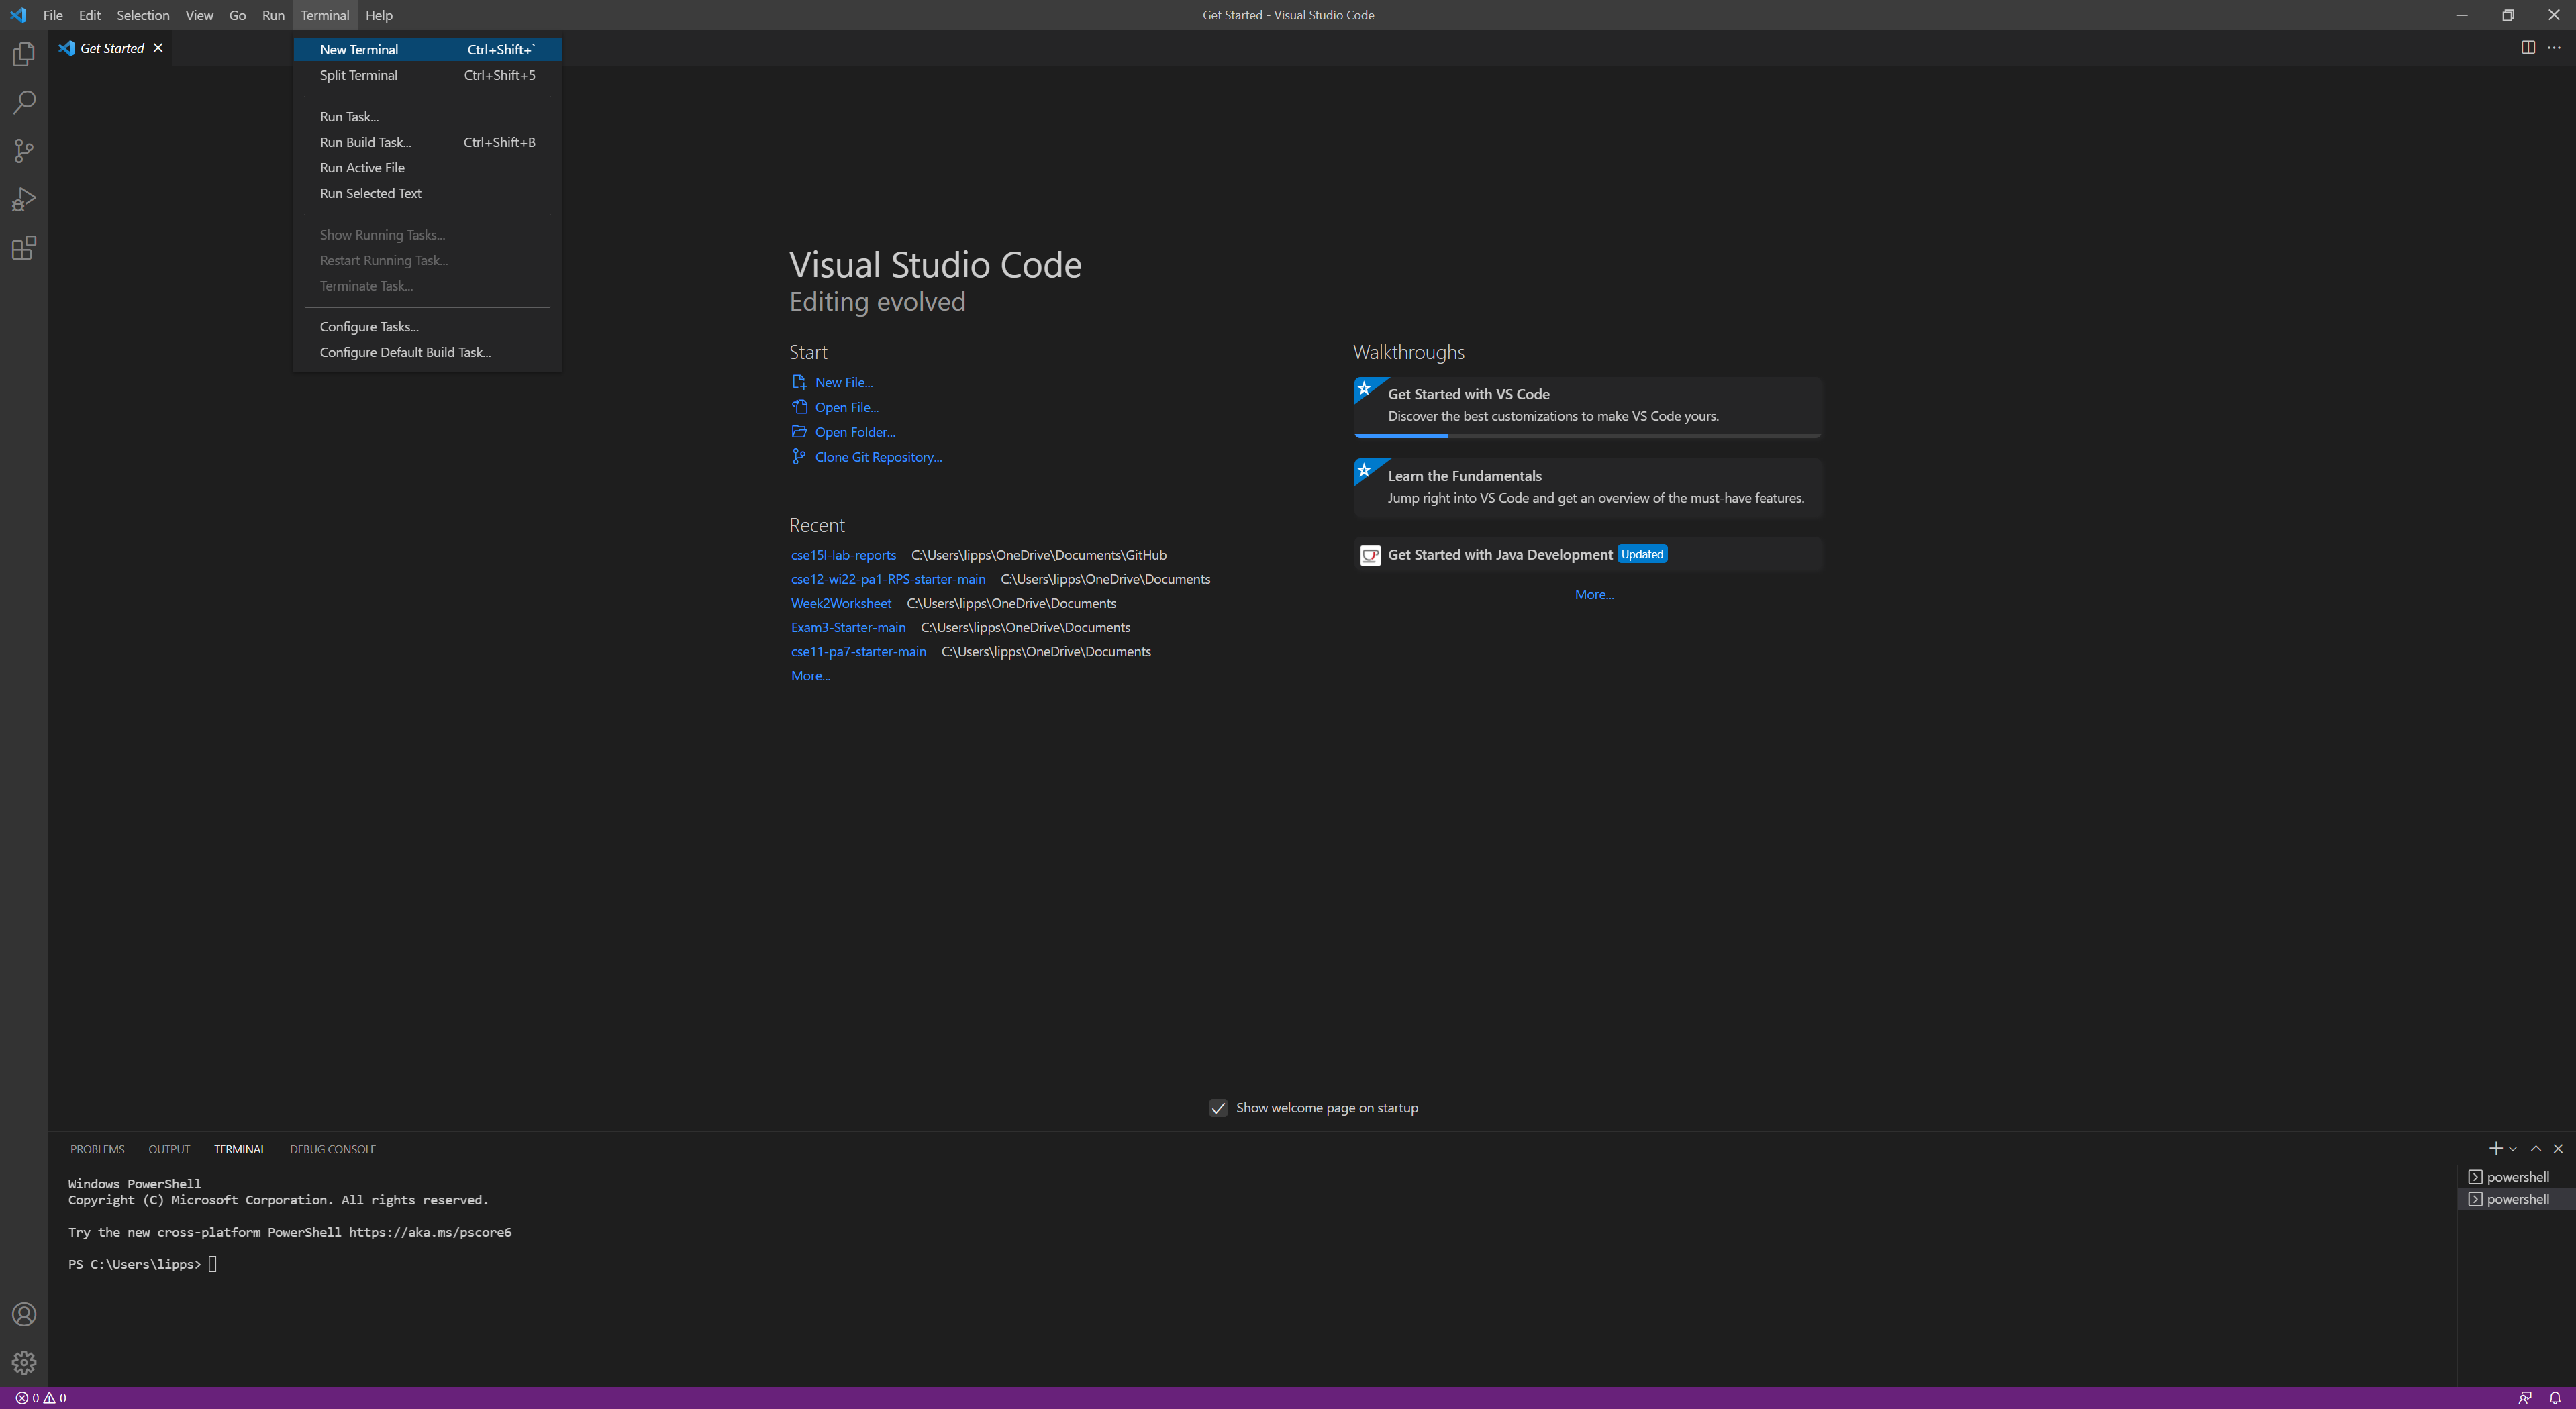 File Edit Selection View Go Run Terminal Help
Get Started - Visual Studio Code
Get Started
New Terminal Ctrl+Shift+`
Split Terminal Ctrl+Shift+5
Run Task...
Run Build Task... Ctrl+Shift+B
Run Active File
Run Selected Text
Show Running Tasks...
Restart Running Task...
Terminate Task...
Configure Tasks...
Configure Default Build Task...
Visual Studio Code
Editing evolved
Start
New File...
Open File...
Open Folder...
Clone Git Repository...
Recent
cse15l-lab-reports C:\Users\lipps\OneDrive\Documents\GitHub
cse12-wi22-pa1-RPS-starter-main C:\Users\lipps\OneDrive\Documents
Week2Worksheet C:\Users\lipps\OneDrive\Documents
Exam3-Starter-main C:\Users\lipps\OneDrive\Documents
cse11-pa7-starter-main C:\Users\lipps\OneDrive\Documents
More...
Walkthroughs
Get Started with VS Code
Discover the best customizations to make VS Code yours.
Learn the Fundamentals
Jump right into VS Code and get an overview of the must-have features.
Get Started with Java Development Updated
More...
Show welcome page on startup
PROBLEMS OUTPUT TERMINAL DEBUG CONSOLE
Windows PowerShell
Copyright (C) Microsoft Corporation. All rights reserved.
Try the new cross-platform PowerShell https://aka.ms/pscore6
PS C:\Users\lipps>
powershell
powershell
0 0